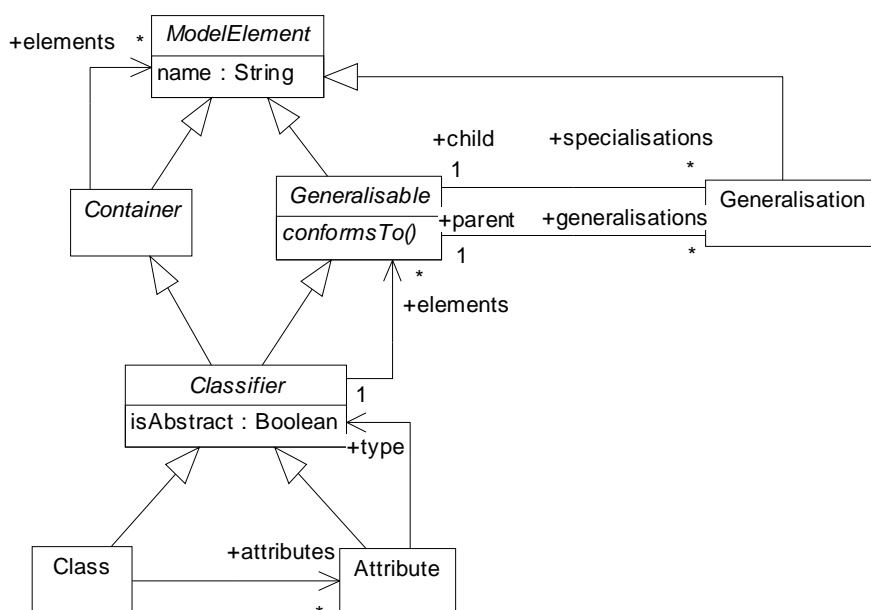 ModelElement
+elements *
name : String
+child
+specialisations
1
*
Container
Generalisable
Generalisation
conformsTo()
+parent
+generalisations
1
*
*
+elements
Classifier
1
isAbstract : Boolean
+type
Class
+attributes
Attribute
*